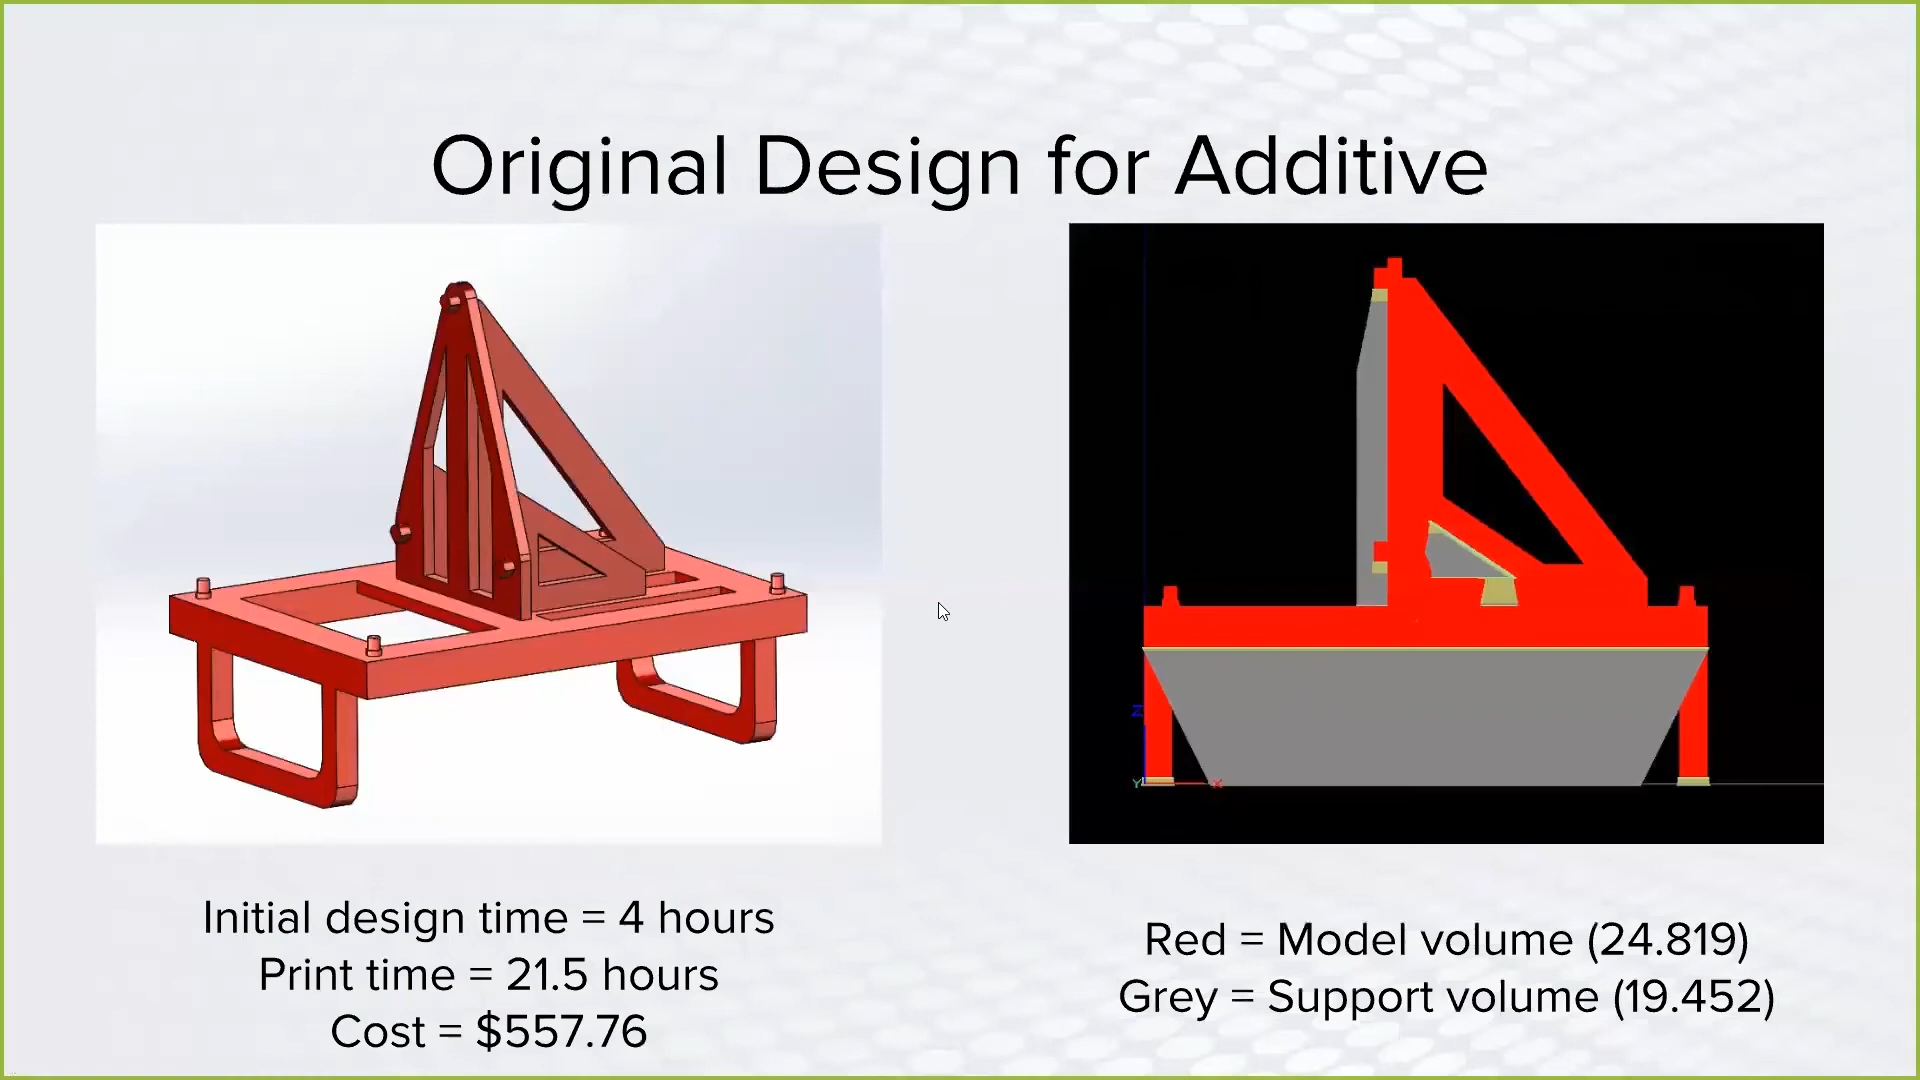 Original Design for Additive
Z
Y
X
Initial design time = 4 hours
Print time = 21.5 hours
Cost = $557.76
Red = Model volume (24.819)
Grey = Support volume (19.452)